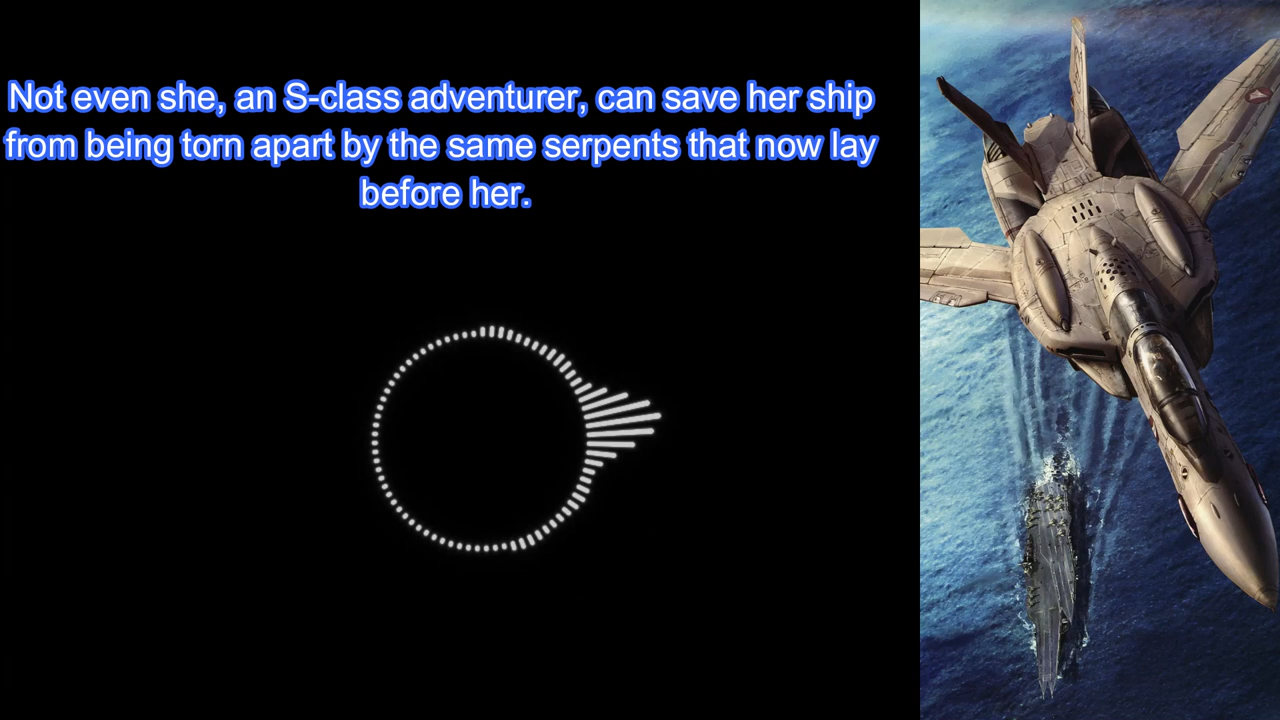 Not even she, an S-class adventurer, can save her ship
from being torn apart by the same serpents that now lay
before her.